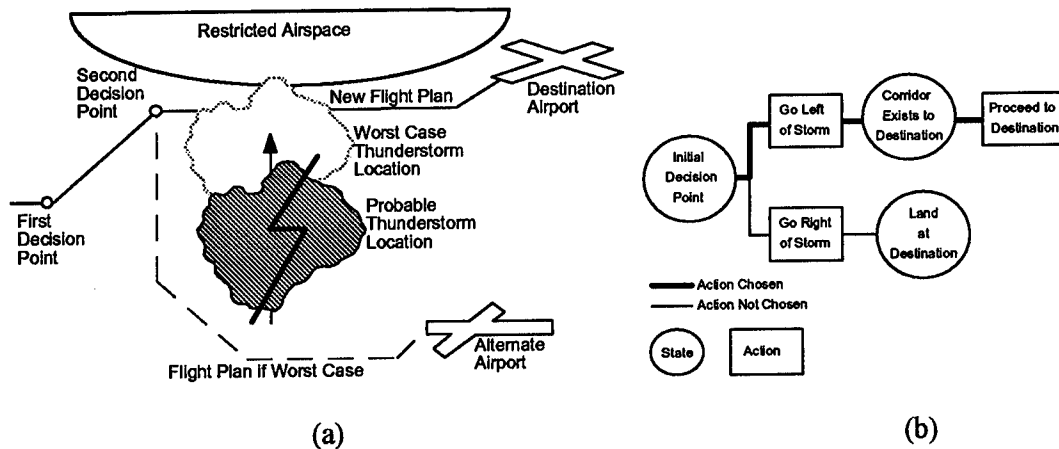 Restricted Airspace
Second
Decision
Point
New Flight Plan
Destination
Airport
Worst Case
Thunderstorm
Location
Probable
Thunderstorm
Location
First
Decision
Point
Alternate
Airport
Flight Plan if Worst Case
(a)
Initial
Decision
Point
Go Left
of Storm
Corridor
Exists to
Destination
Proceed to
Destination
Go Right
of Storm
Land
at
Destination
Action Chosen
Action Not Chosen
State
Action
(b)